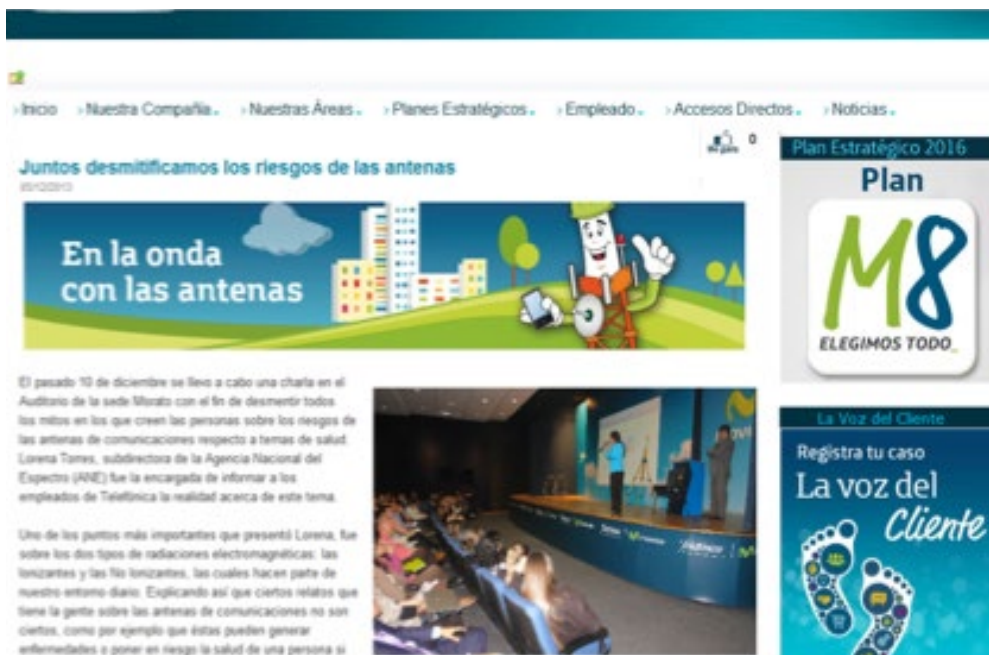 Inicio Nuestra Compañía Nuestras Áreas Planes Estratégicos Empleado Accesos Directos Noticias
Me gusta 0
Juntos desmitificamos los riesgos de las antenas
En la onda
con las antenas
El pasado 10 de diciembre se llevo a cabo una charla en el
Auditorio de la sede Morato con el fin de desmentir todos
los mitos en los que creen las personas sobre los riesgos de
las antenas de comunicaciones respecto a temas de salud.
Lorena Torres, subdirectora de la Agencia Nacional del
Espectro (ANE) fue la encargada de informar a los
empleados de Telefónica la realidad acerca de este tema.
Uno de los puntos más importantes que presentó Lorena, fue
sobre los dos tipos de radiaciones electromagnéticas: las
Ionizantes y las No Ionizantes, las cuales hacen parte de
nuestro entorno diario. Explicando así que ciertos relatos que
tiene la gente sobre las antenas de comunicaciones no son
ciertos, como por ejemplo que éstas pueden generar
enfermedades o poner en riesgo la salud de una persona si
Plan Estratégico 2016
Plan
M8
ELEGIMOS TODO_
La Voz del Cliente
Registra tu caso
La voz del
Cliente